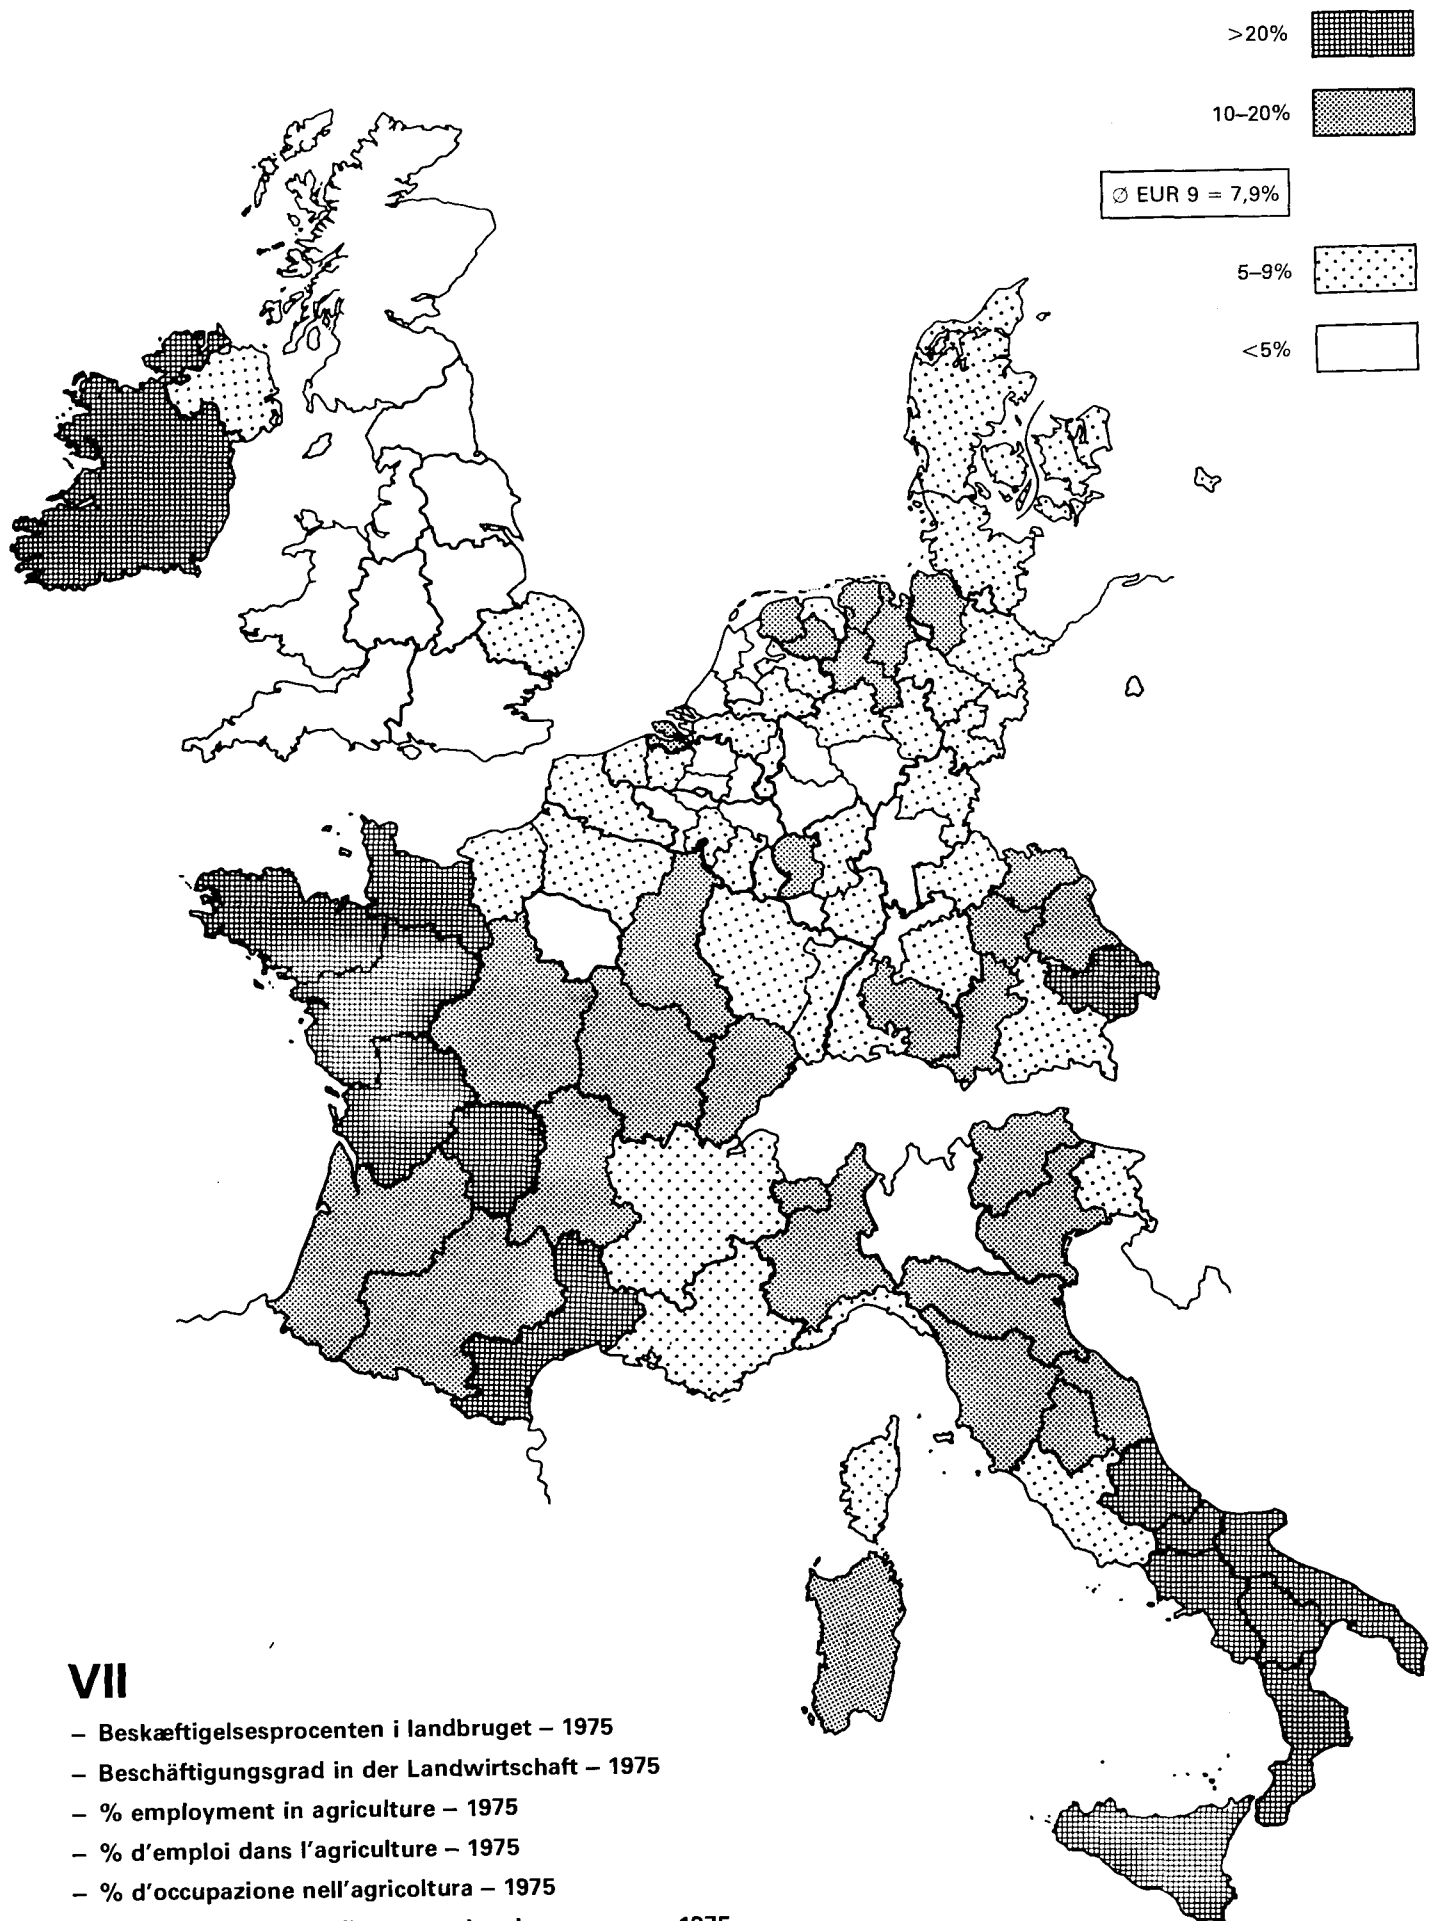 >20%
10–20%
∅ EUR 9 = 7,9%
5–9%
<5%
VII
– Beskæftigelsesprocenten i landbruget – 1975
– Beschäftigungsgrad in der Landwirtschaft – 1975
– % employment in agriculture – 1975
– % d'emploi dans l'agriculture – 1975
– % d'occupazione nell'agricoltura – 1975
1975